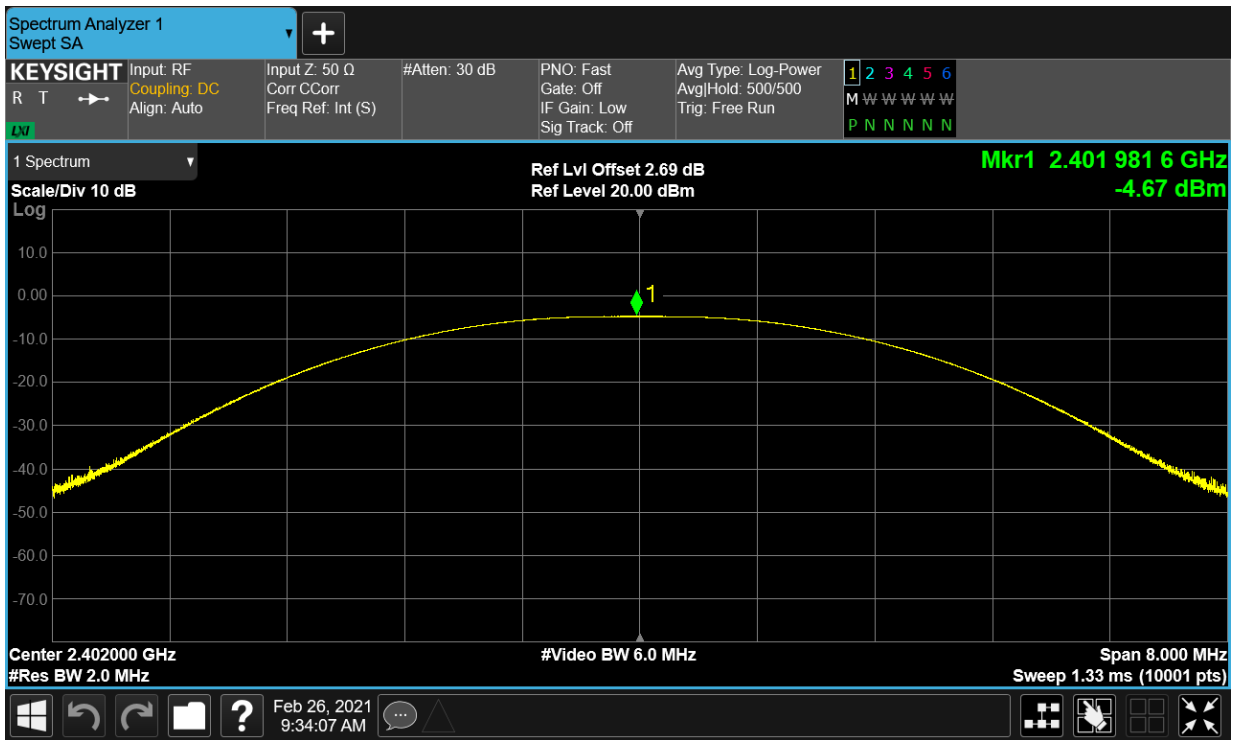 Spectrum Analyzer 1
Swept SA
KEYSIGHT
R T
LXI
Input: RF
Coupling: DC
Align: Auto
Input Z: 50 Ω
Corr CCorr
Freq Ref: Int (S)
#Atten: 30 dB
PNO: Fast
Gate: Off
IF Gain: Low
Sig Track: Off
Avg Type: Log-Power
Avg|Hold: 500/500
Trig: Free Run
1 2 3 4 5 6
M W W W W W
P N N N N N
1 Spectrum
Scale/Div 10 dB
Log
Ref Lvl Offset 2.69 dB
Ref Level 20.00 dBm
Mkr1 2.401 981 6 GHz
-4.67 dBm
10.0
0.00
-10.0
-20.0
-30.0
-40.0
-50.0
-60.0
-70.0
1
Center 2.402000 GHz
#Res BW 2.0 MHz
#Video BW 6.0 MHz
Span 8.000 MHz
Sweep 1.33 ms (10001 pts)
?
Feb 26, 2021
9:34:07 AM